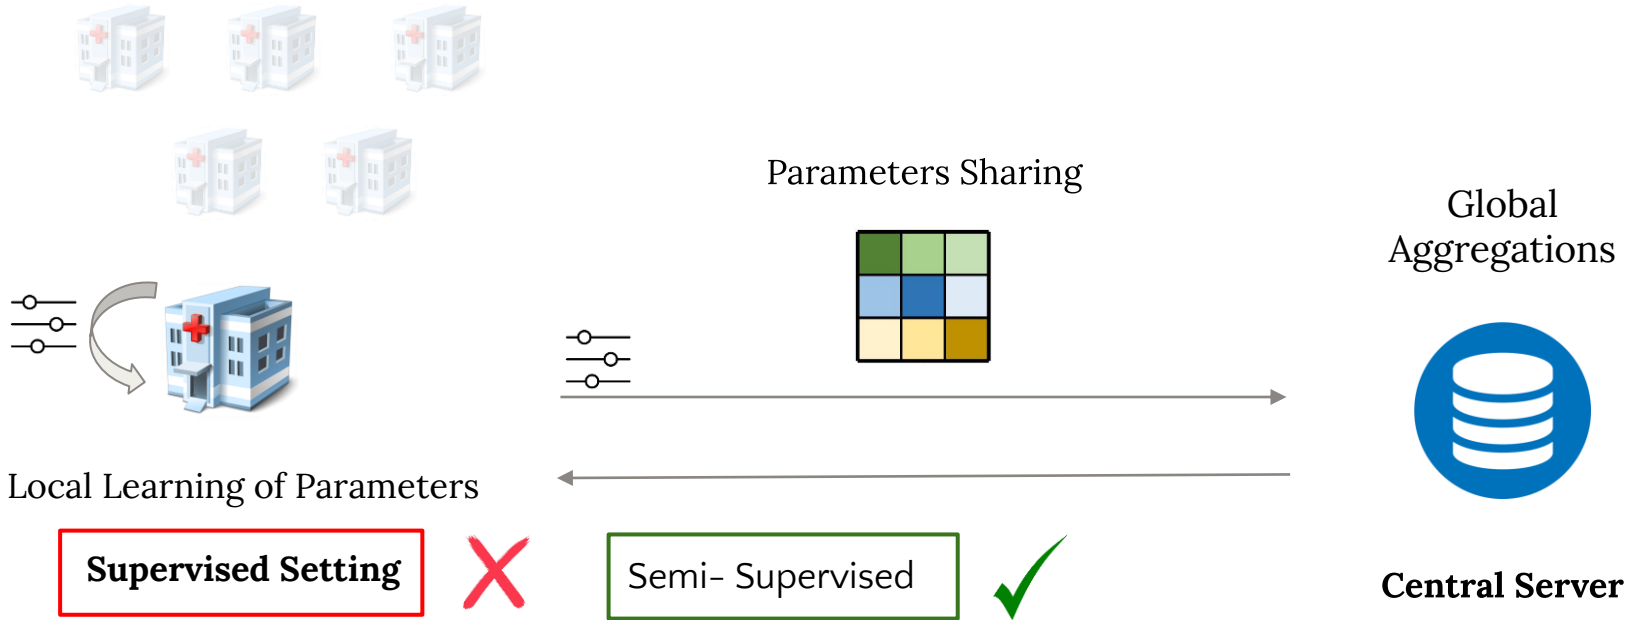 Parameters Sharing
Global
Aggregations
Local Learning of Parameters
Supervised Setting
Semi- Supervised
Central Server